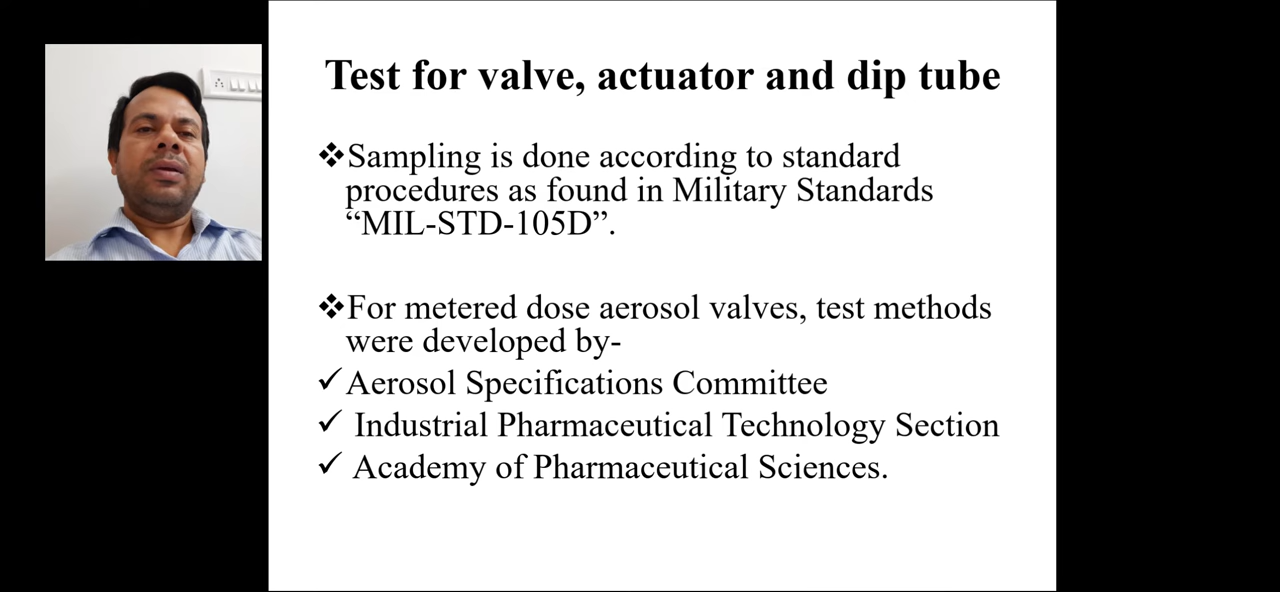 Test for valve, actuator and dip tube
❖Sampling is done according to standard
procedures as found in Military Standards
“MIL-STD-105D”.
❖For metered dose aerosol valves, test methods
were developed by-
✓Aerosol Specifications Committee
✓ Industrial Pharmaceutical Technology Section
✓ Academy of Pharmaceutical Sciences.